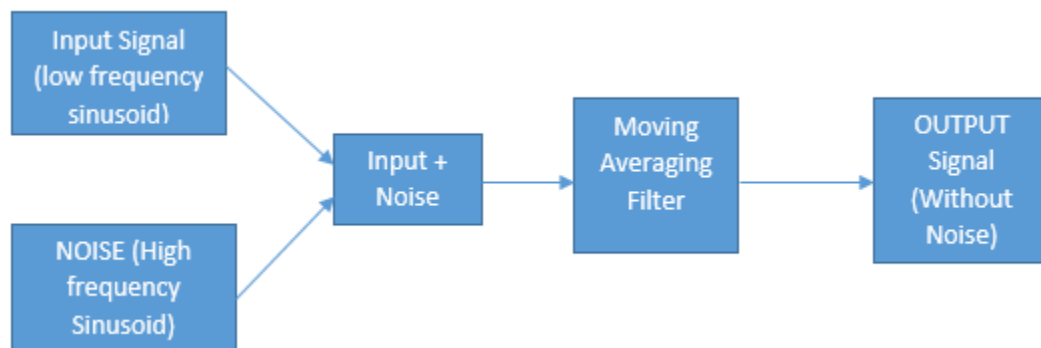 Input Signal
(low frequency
sinusoid)
NOISE (High
frequency
Sinusoid)
Input +
Noise
Moving
Averaging
Filter
OUTPUT
Signal
(Without
Noise)